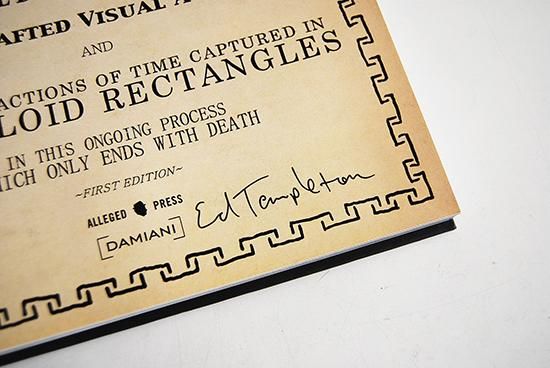 AFTED VISUAL A
AND
ACTIONS OF TIME CAPTURED IN
LOID RECTANGLES
IN THIS ONGOING PROCESS
HICH ONLY ENDS WITH DEATH
~FIRST EDITION~
ALLEGED PRESS
[DAMIANI]
Ed Templeton